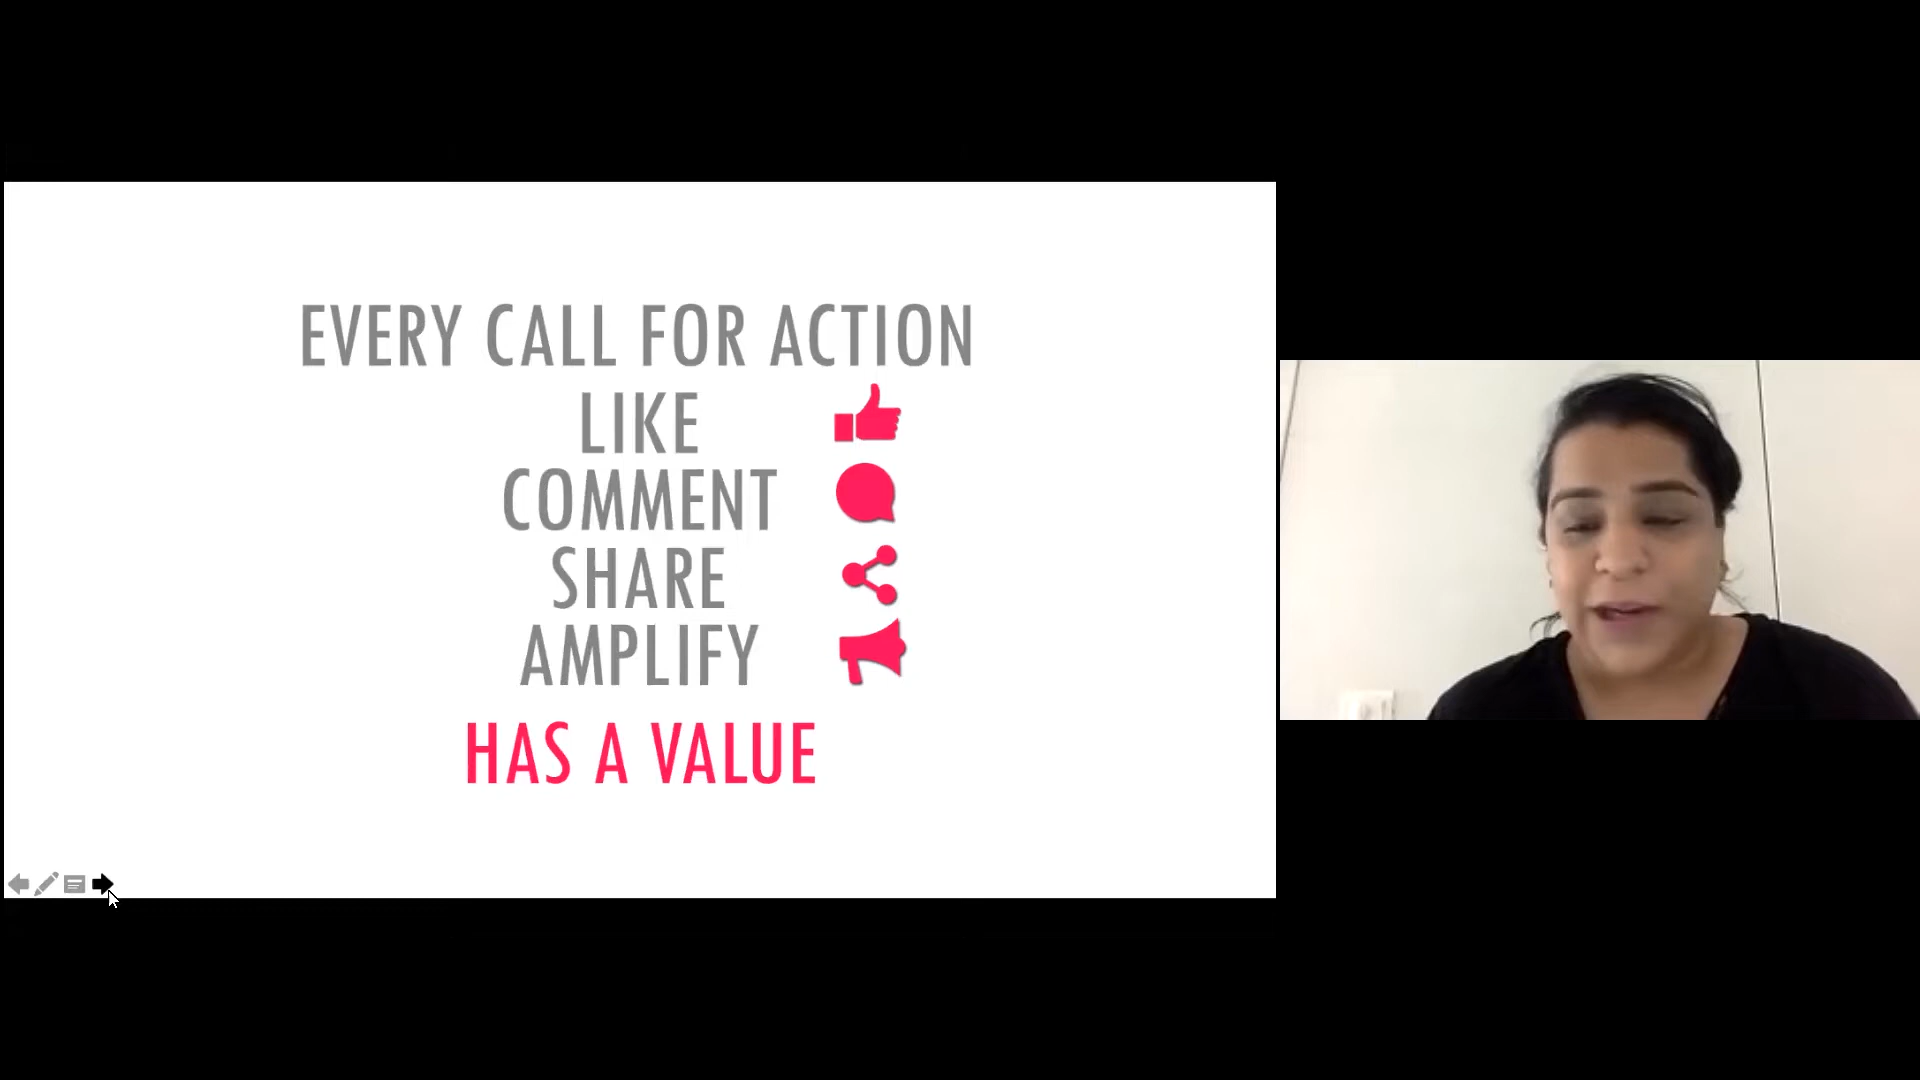 EVERY CALL FOR ACTION
LIKE
COMMENT
SHARE
AMPLIFY
HAS A VALUE